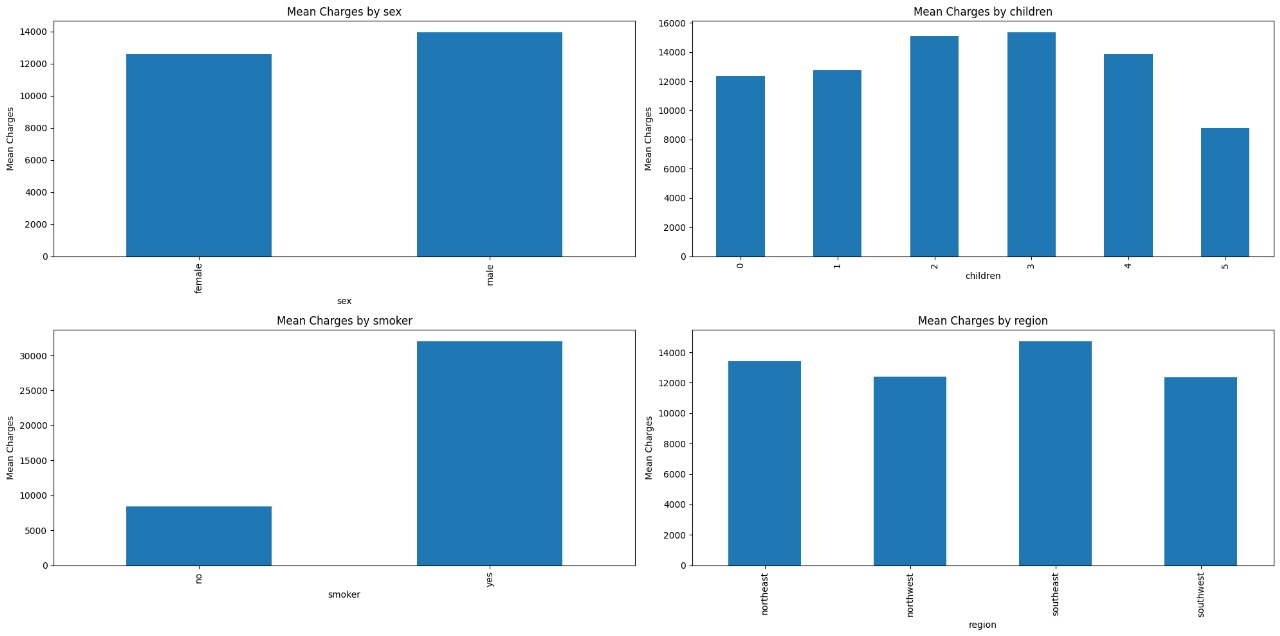 Mean Charges by sex
14000
12000
10000
8000
6000
4000
2000
0
Mean Charges
female
male
sex
Mean Charges by children
16000
14000
12000
10000
8000
6000
4000
2000
0
Mean Charges
0
1
2
3
4
5
children
Mean Charges by smoker
30000
25000
20000
15000
10000
5000
0
Mean Charges
no
yes
smoker
Mean Charges by region
14000
12000
10000
8000
6000
4000
2000
0
Mean Charges
northeast
northwest
southeast
southwest
region